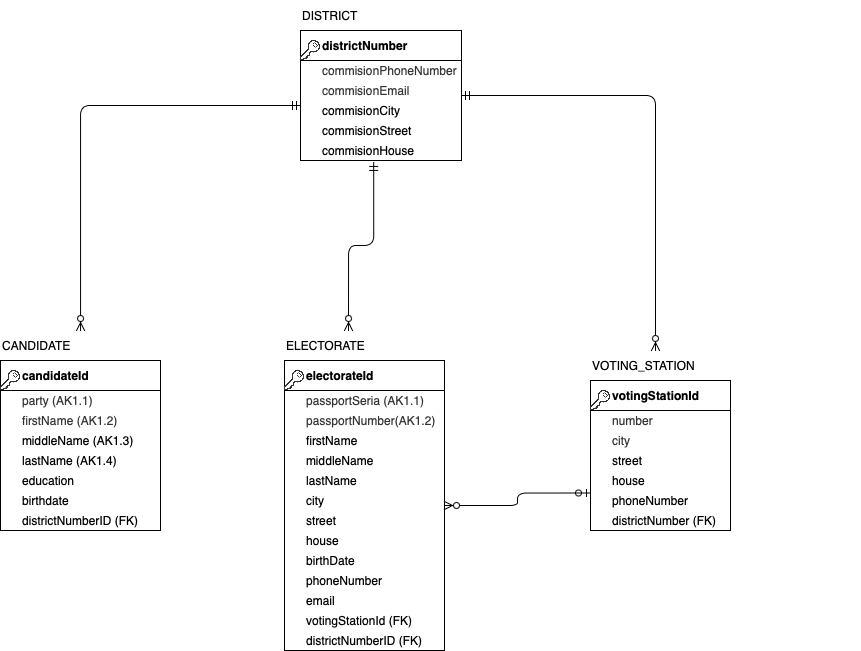 DISTRICT
districtNumber
commisionPhoneNumber
commisionEmail
commisionCity
commisionStreet
commisionHouse
CANDIDATE
candidateId
party (AK1.1)
firstName (AK1.2)
middleName (AK1.3)
lastName (AK1.4)
education
birthdate
districtNumberID (FK)
ELECTORATE
electorateId
passportSeria (AK1.1)
passportNumber(AK1.2)
firstName
middleName
lastName
city
street
house
birthDate
phoneNumber
email
votingStationId (FK)
districtNumberID (FK)
VOTING_STATION
votingStationId
number
city
street
house
phoneNumber
districtNumber (FK)